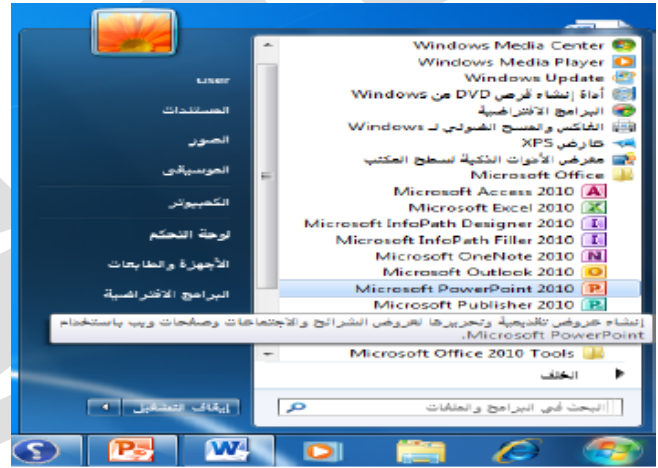 Windows Media Center
Windows Media Player
Windows Update
أداة إنشاء قرص DVD من Windows
البرامج الافتراضية
الفاكس والمسح الضوئي لـ Windows
عارض XPS
معرض الأدوات الذكية لسطح المكتب
Microsoft Office
Microsoft Access 2010
Microsoft Excel 2010
Microsoft InfoPath Designer 2010
Microsoft InfoPath Filler 2010
Microsoft OneNote 2010
Microsoft Outlook 2010
Microsoft PowerPoint 2010
Microsoft Publisher 2010
إنشاء عروض تقديمية وتحريرها لعروض الشرائح والاجتماعات وصفحات ويب باستخدام
Microsoft PowerPoint.
Microsoft Office 2010 Tools
الخلف
البحث في البرامج والملفات
user
المستندات
الصور
الموسيقى
الكمبيوتر
لوحة التحكم
الأجهزة والطابعات
البرامج الافتراضية
إيقاف التشغيل